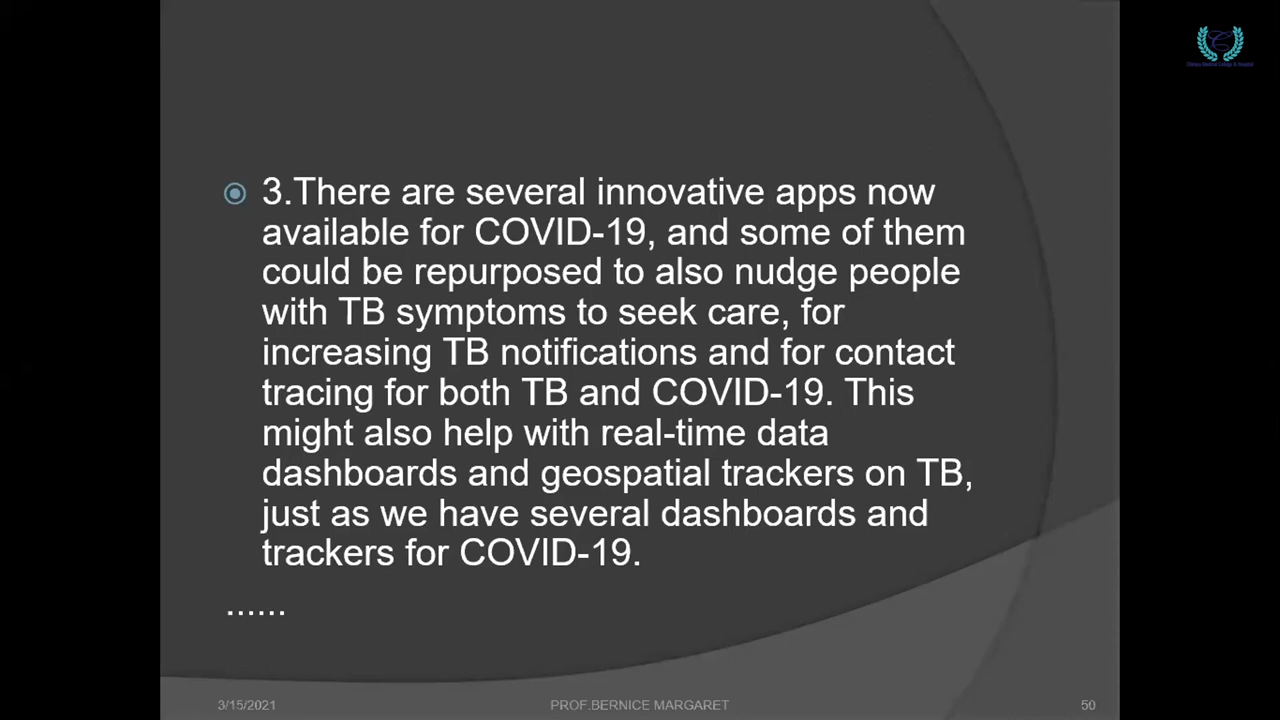 3.There are several innovative apps now
available for COVID-19, and some of them
could be repurposed to also nudge people
with TB symptoms to seek care, for
increasing TB notifications and for contact
tracing for both TB and COVID-19. This
might also help with real-time data
dashboards and geospatial trackers on TB,
just as we have several dashboards and
trackers for COVID-19.
......
3/15/2021
PROF.BERNICE MARGARET
50